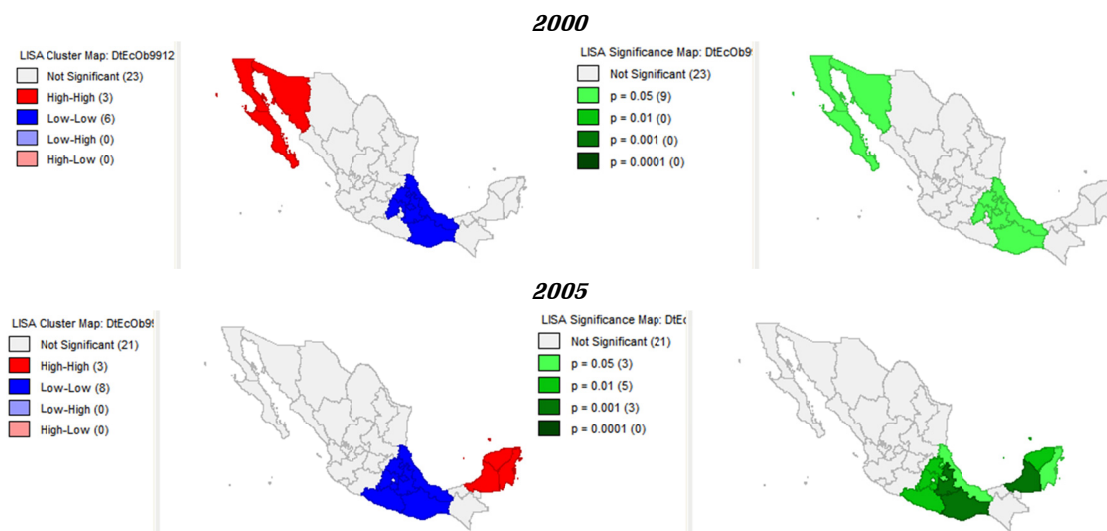 2000
LISA Cluster Map: DtEcOb9912
Not Significant (23)
High-High (3)
Low-Low (6)
Low-High (0)
High-Low (0)
LISA Significance Map: DtEcOb9
Not Significant (23)
p = 0.05 (9)
p = 0.01 (0)
p = 0.001 (0)
p = 0.0001 (0)
2005
LISA Cluster Map: DtEcOb9
Not Significant (21)
High-High (3)
Low-Low (8)
Low-High (0)
High-Low (0)
LISA Significance Map: DtEc
Not Significant (21)
p = 0.05 (3)
p = 0.01 (5)
p = 0.001 (3)
p = 0.0001 (0)